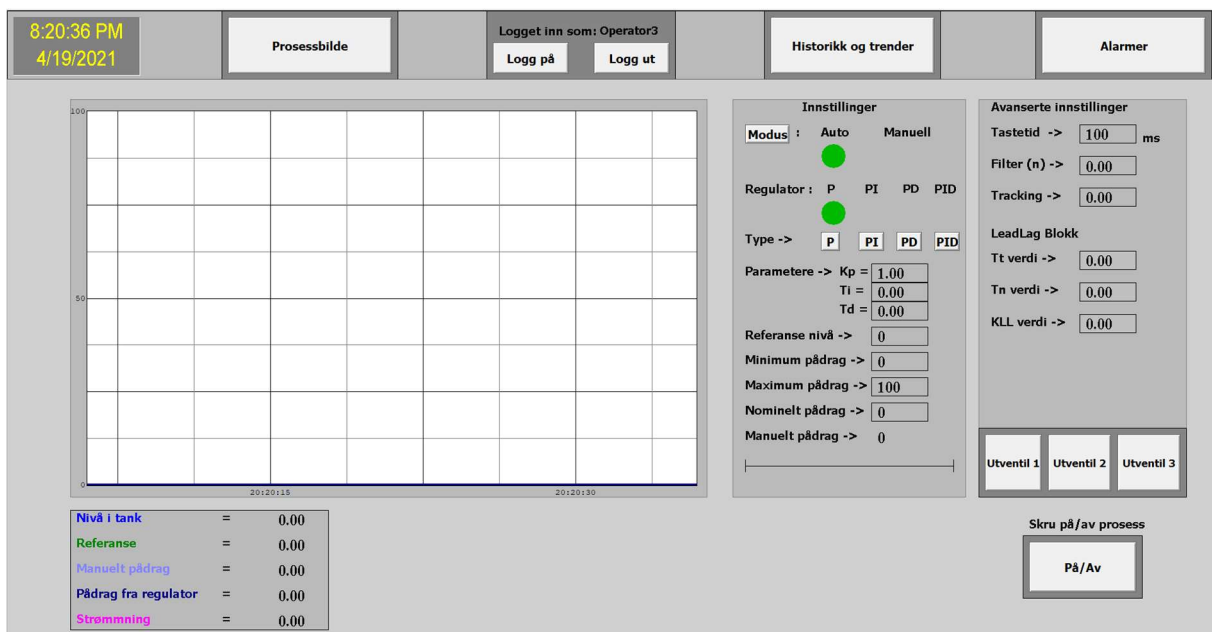 8:20:36 PM
4/19/2021
Prosessbilde
Logget inn som: Operator3
Logg på
Logg ut
Historikk og trender
Alarmer
100
50
0
20:20:15
20:20:30
Innstillinger
Modus : Auto Manuell
Regulator : P PI PD PID
Type -> P PI PD PID
Parametere -> Kp = 1.00
Ti = 0.00
Td = 0.00
Referanse nivå -> 0
Minimum pådrag -> 0
Maximum pådrag -> 100
Nominelt pådrag -> 0
Manuelt pådrag -> 0
Avanserte innstillinger
Tastetid -> 100 ms
Filter (n) -> 0.00
Tracking -> 0.00
LeadLag Blokk
Tt verdi -> 0.00
Tn verdi -> 0.00
KLL verdi -> 0.00
Utventil 1 Utventil 2 Utventil 3
Nivå i tank = 0.00
Referanse = 0.00
Manuelt pådrag = 0.00
Pådrag fra regulator = 0.00
Strømmning = 0.00
Skru på/av prosess
På/Av